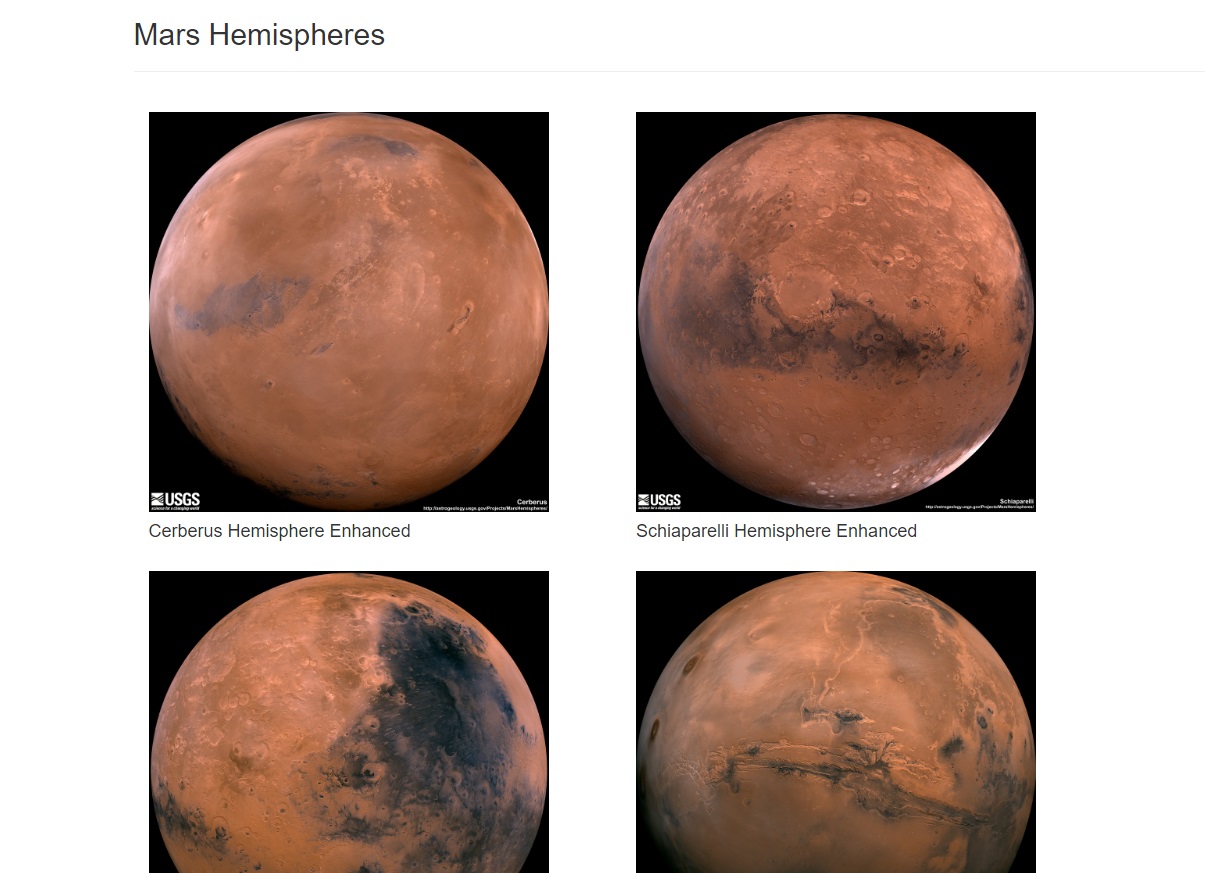 Mars Hemispheres
USGS
science for a changing world
Cerberus
http://astrogeology.usgs.gov/Projects/MarsHemispheres/
USGS
science for a changing world
Schiaparelli
http://astrogeology.usgs.gov/Projects/MarsHemispheres/
Cerberus Hemisphere Enhanced
Schiaparelli Hemisphere Enhanced